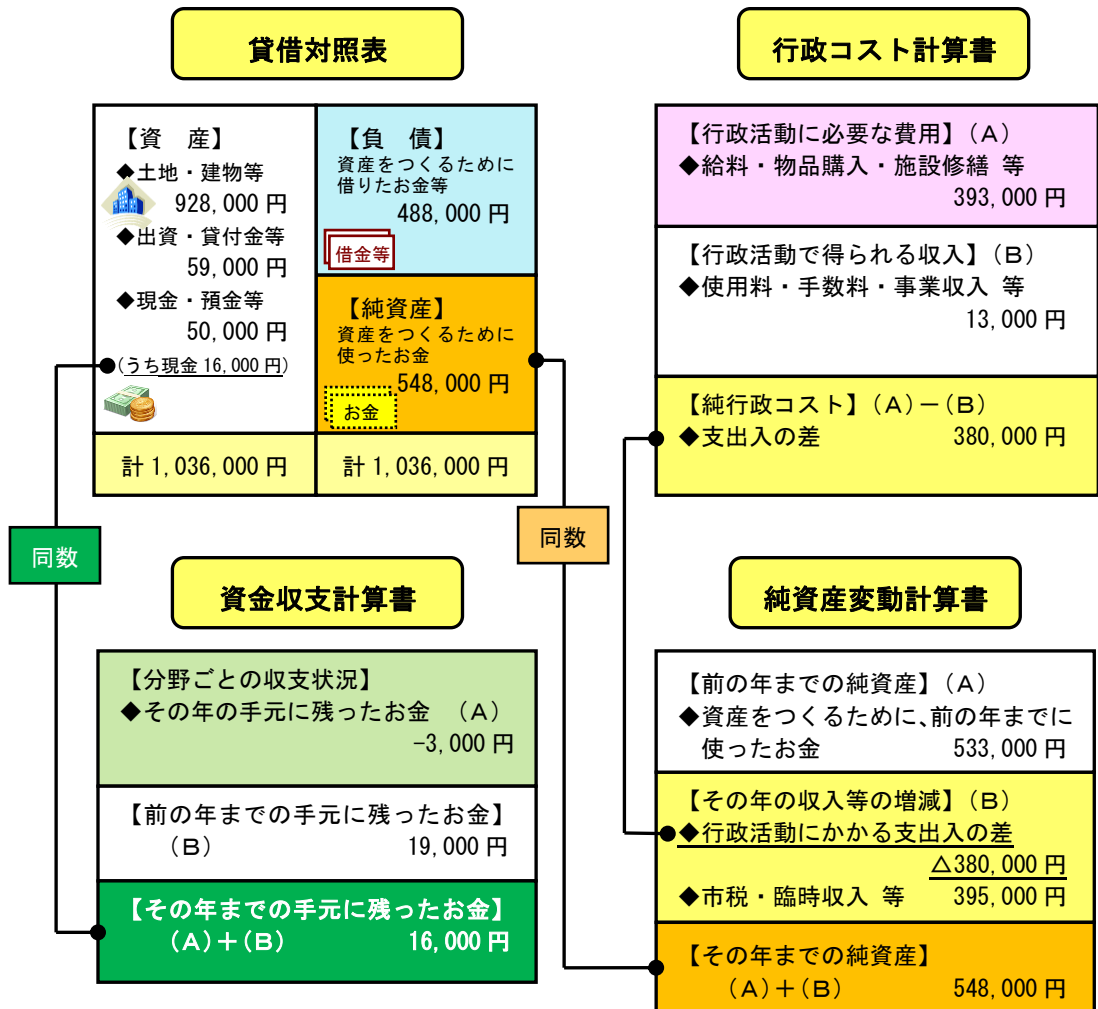 貸借対照表
【資　産】
◆土地・建物等
928,000 円
◆出資・貸付金等
59,000 円
◆現金・預金等
50,000 円
(うち現金 16,000 円)
計 1,036,000 円
【負　債】
資産をつくるために
借りたお金等
488,000 円
借金等
【純資産】
資産をつくるために
使ったお金
548,000 円
お金
計 1,036,000 円
行政コスト計算書
【行政活動に必要な費用】(A)
◆給料・物品購入・施設修繕 等
393,000 円
【行政活動で得られる収入】(B)
◆使用料・手数料・事業収入 等
13,000 円
【純行政コスト】(A)－(B)
◆支出入の差 380,000 円
同数
同数
資金収支計算書
【分野ごとの収支状況】
◆その年の手元に残ったお金 (A)
-3,000 円
【前の年までの手元に残ったお金】
(B) 19,000 円
【その年までの手元に残ったお金】
(A)＋(B) 16,000 円
純資産変動計算書
【前の年までの純資産】(A)
◆資産をつくるために、前の年までに
使ったお金 533,000 円
【その年の収入等の増減】(B)
◆行政活動にかかる支出入の差
△380,000 円
◆市税・臨時収入 等 395,000 円
【その年までの純資産】
(A)＋(B) 548,000 円